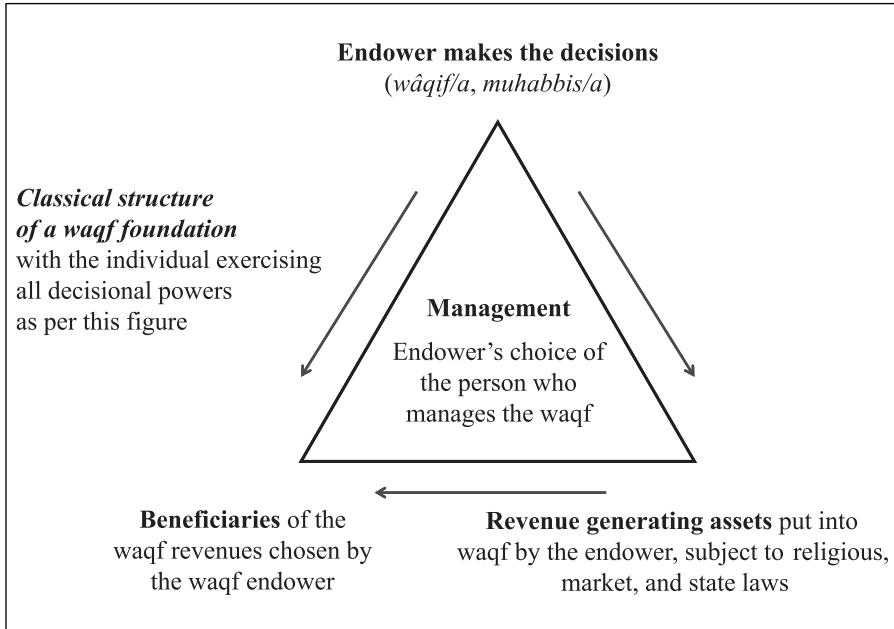 Endower makes the decisions
(wâqif/a, muhabbis/a)
Classical structure
of a waqf foundation
with the individual exercising
all decisional powers
as per this figure
Management
Endower’s choice of
the person who
manages the waqf
Beneficiaries of the
waqf revenues chosen by
the waqf endower
Revenue generating assets put into
waqf by the endower, subject to religious,
market, and state laws